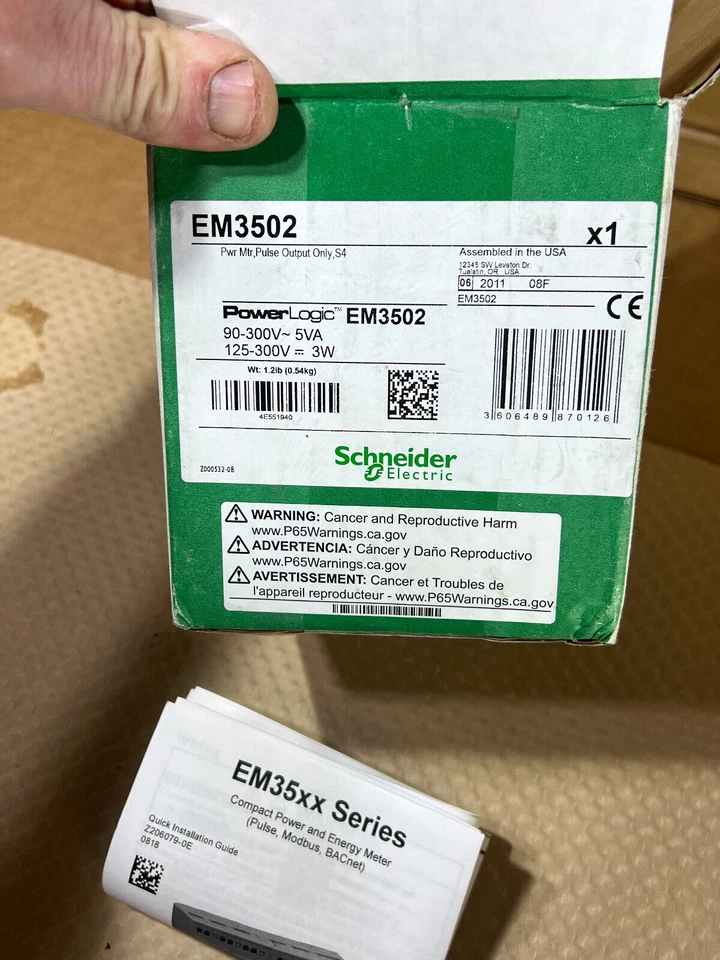 EM3502
x1
Pwr Mtr,Pulse Output Only,S4
Assembled in the USA
12345 SW Leveton Dr.
Tualatin, OR USA
06 2011 08F
EM3502
CE
PowerLogic™ EM3502
90-300V~ 5VA
125-300V ⎓ 3W
Wt: 1.2lb (0.54kg)
4E551940
3 606489 870126
Z000532-0B
Schneider
Electric
WARNING: Cancer and Reproductive Harm
www.P65Warnings.ca.gov
ADVERTENCIA: Cáncer y Daño Reproductivo
www.P65Warnings.ca.gov
AVERTISSEMENT: Cancer et Troubles de
l'appareil reproducteur - www.P65Warnings.ca.gov
EM35xx Series
Compact Power and Energy Meter
(Pulse, Modbus, BACnet)
Quick Installation Guide
Z206079-0E
0818